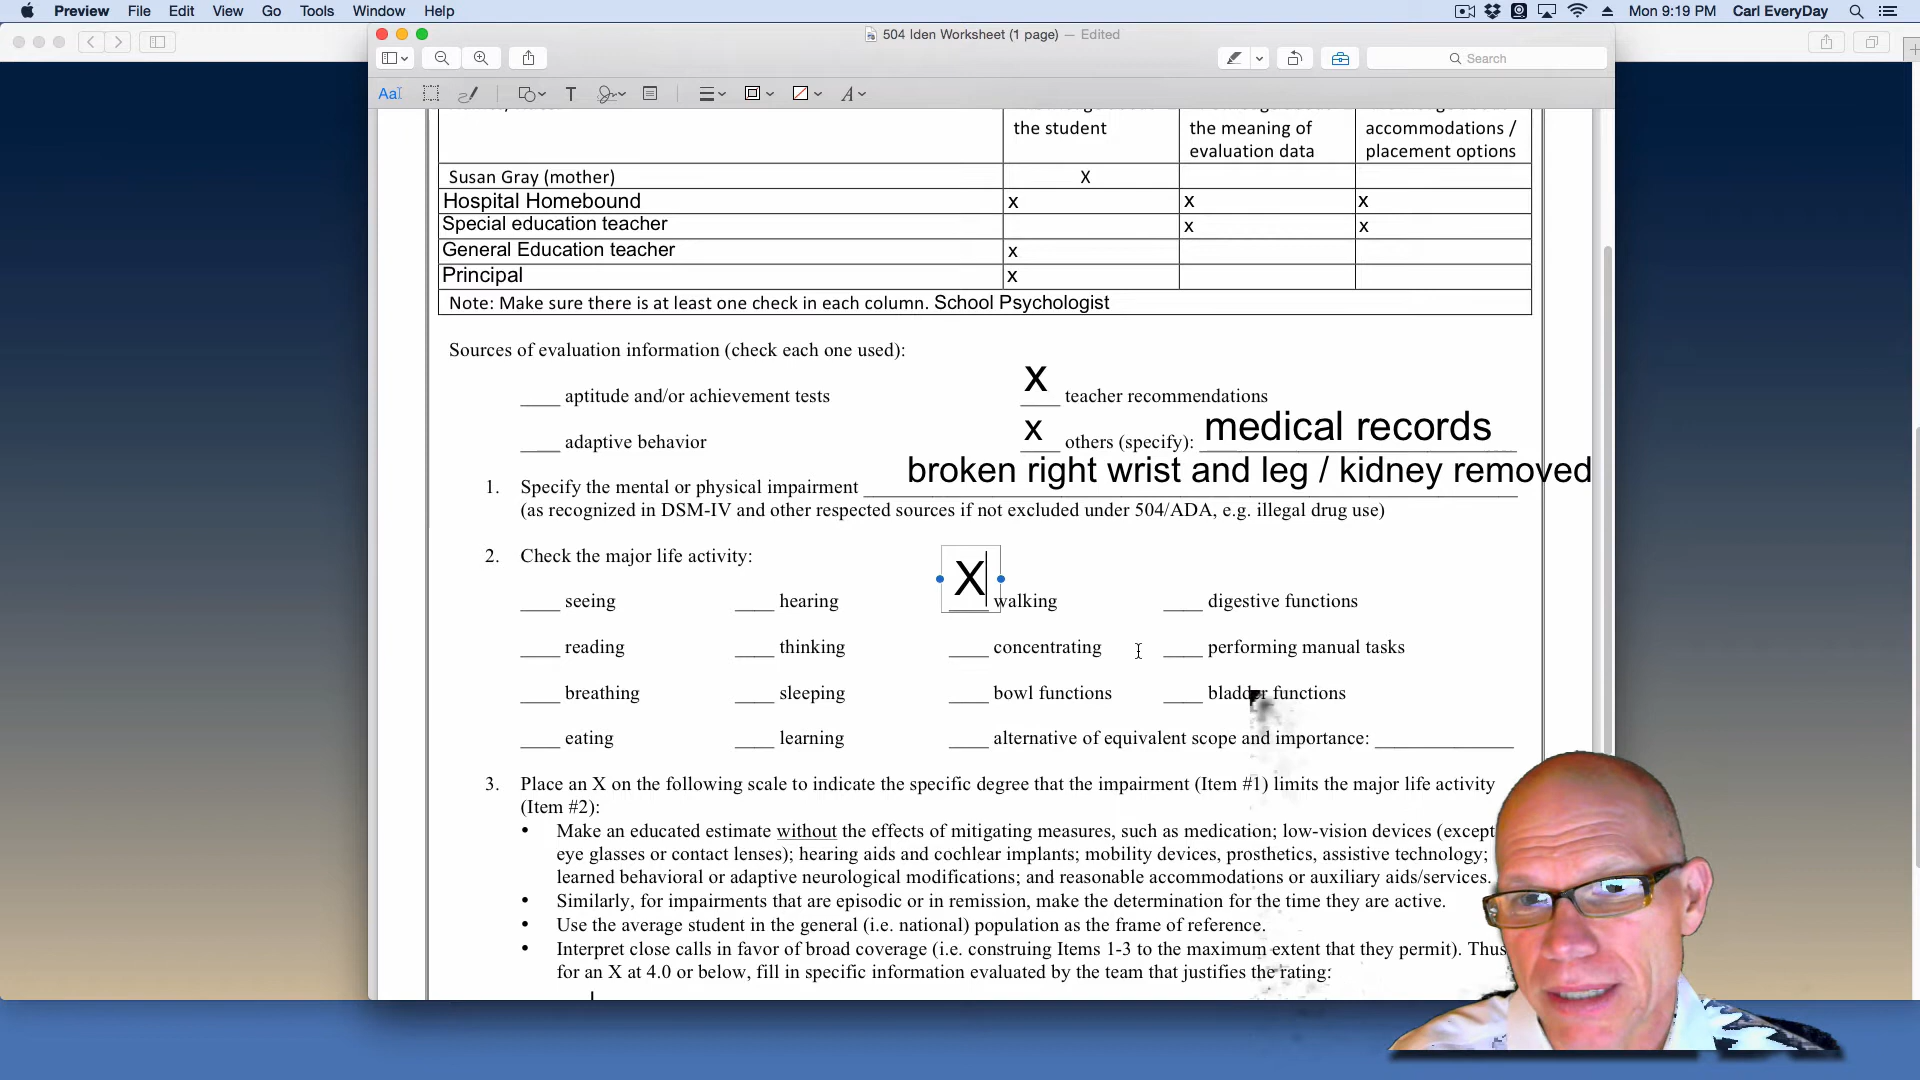 Preview File Edit View Go Tools Window Help Mon 9:19 PM Carl EveryDay
504 Iden Worksheet (1 page) — Edited
Search
AaI T A
the student the meaning of accommodations /
evaluation data placement options
Susan Gray (mother) X
Hospital Homebound x x x
Special education teacher x x
General Education teacher x
Principal x
Note: Make sure there is at least one check in each column. School Psychologist
Sources of evaluation information (check each one used):
____ aptitude and/or achievement tests x ____ teacher recommendations
____ adaptive behavior x ____ others (specify): medical records
broken right wrist and leg / kidney removed
1. Specify the mental or physical impairment
(as recognized in DSM-IV and other respected sources if not excluded under 504/ADA, e.g. illegal drug use)
2. Check the major life activity:
____ seeing ____ hearing X ____ walking ____ digestive functions
____ reading ____ thinking ____ concentrating ____ performing manual tasks
____ breathing ____ sleeping ____ bowl functions ____ bladder functions
____ eating ____ learning ____ alternative of equivalent scope and importance: ______________
3. Place an X on the following scale to indicate the specific degree that the impairment (Item #1) limits the major life activity
(Item #2):
• Make an educated estimate without the effects of mitigating measures, such as medication; low-vision devices (except
eye glasses or contact lenses); hearing aids and cochlear implants; mobility devices, prosthetics, assistive technology;
learned behavioral or adaptive neurological modifications; and reasonable accommodations or auxiliary aids/services.
• Similarly, for impairments that are episodic or in remission, make the determination for the time they are active.
• Use the average student in the general (i.e. national) population as the frame of reference.
• Interpret close calls in favor of broad coverage (i.e. construing Items 1-3 to the maximum extent that they permit). Thus
for an X at 4.0 or below, fill in specific information evaluated by the team that justifies the rating: